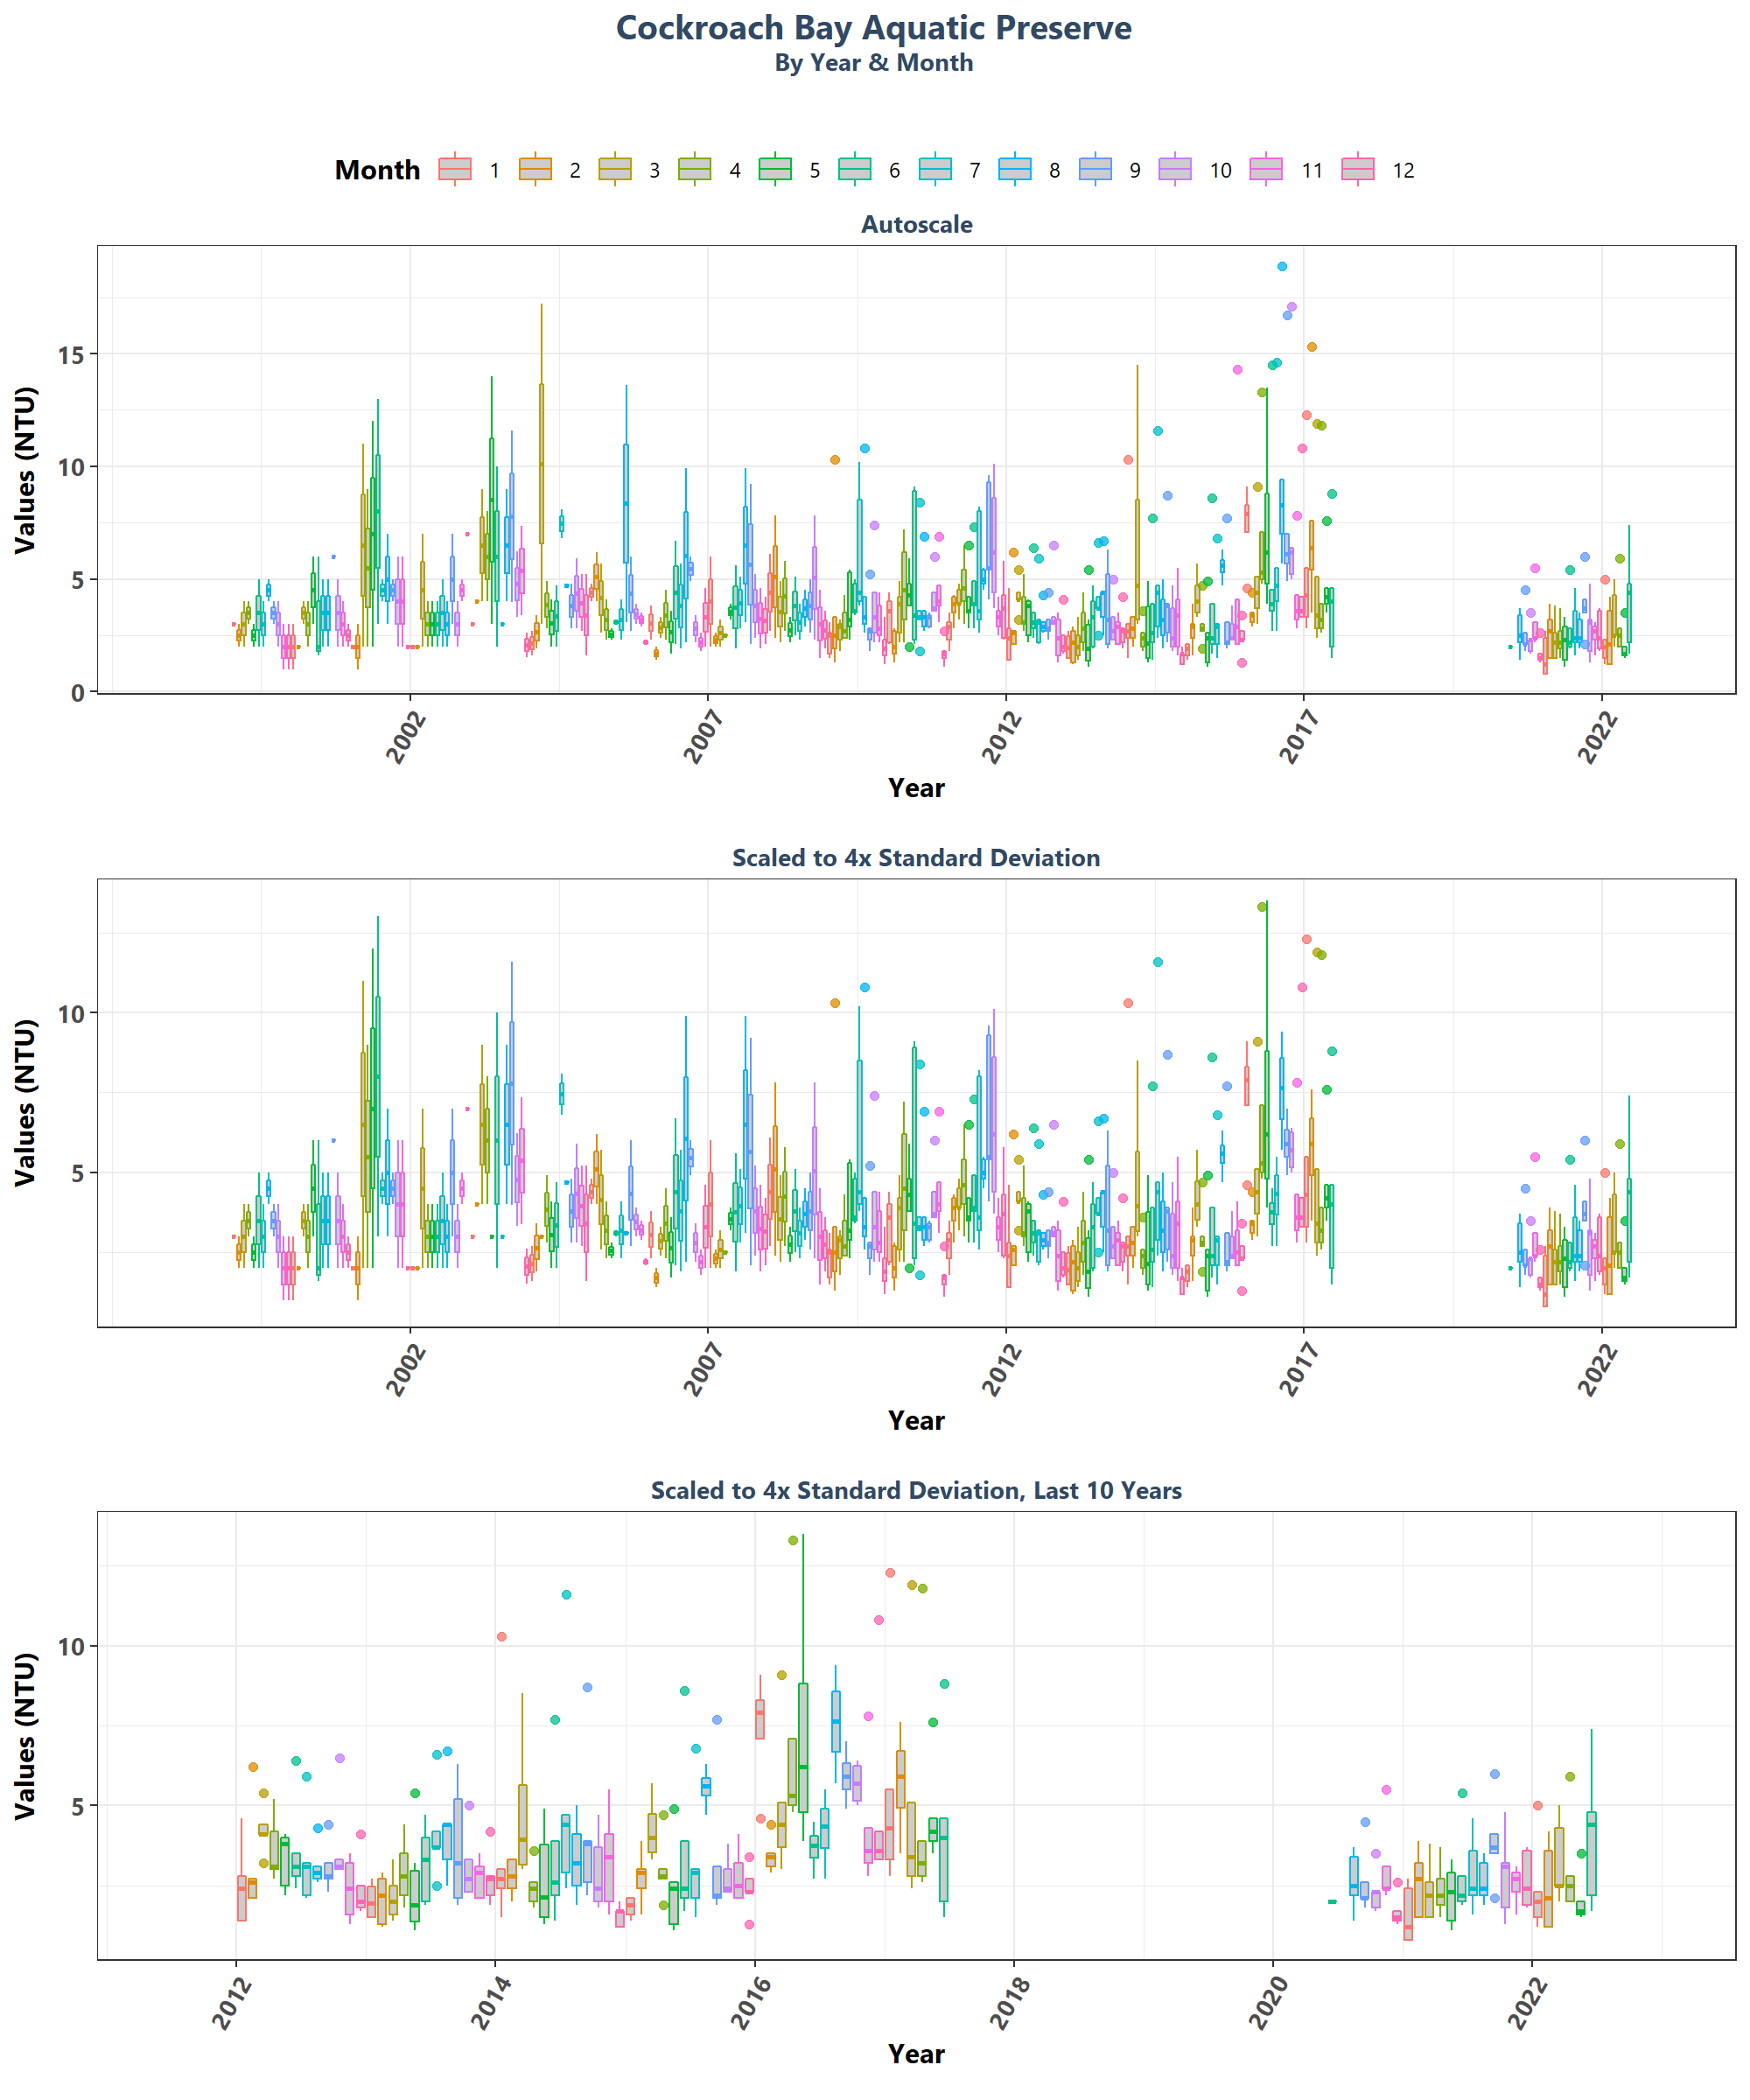 Cockroach Bay Aquatic Preserve
By Year & Month
Month 1 2 3 4 5 6 7 8 9 10 11 12
Autoscale
Values (NTU)
15
10
5
0
2002 2007 2012 2017 2022
Year
Scaled to 4x Standard Deviation
Values (NTU)
10
5
2002 2007 2012 2017 2022
Year
Scaled to 4x Standard Deviation, Last 10 Years
Values (NTU)
10
5
2012 2014 2016 2018 2020 2022
Year